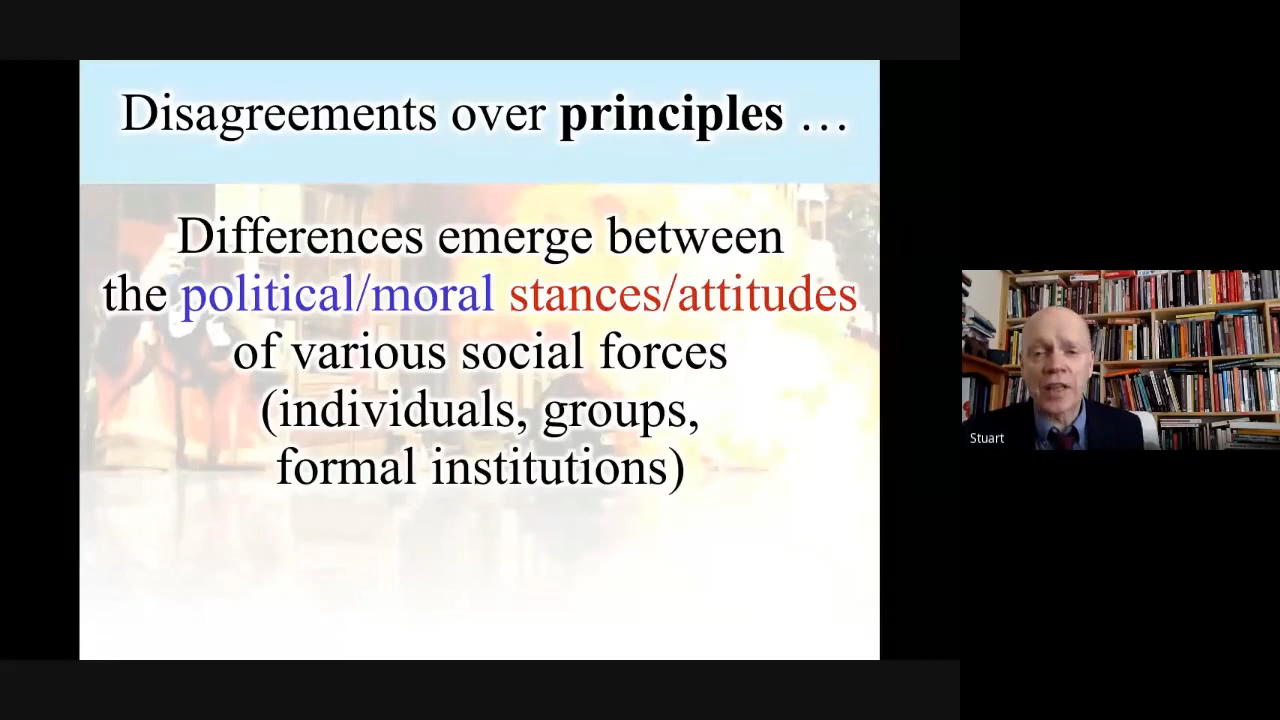 Disagreements over principles …
Differences emerge between
the political/moral stances/attitudes
of various social forces
(individuals, groups,
formal institutions)
Stuart